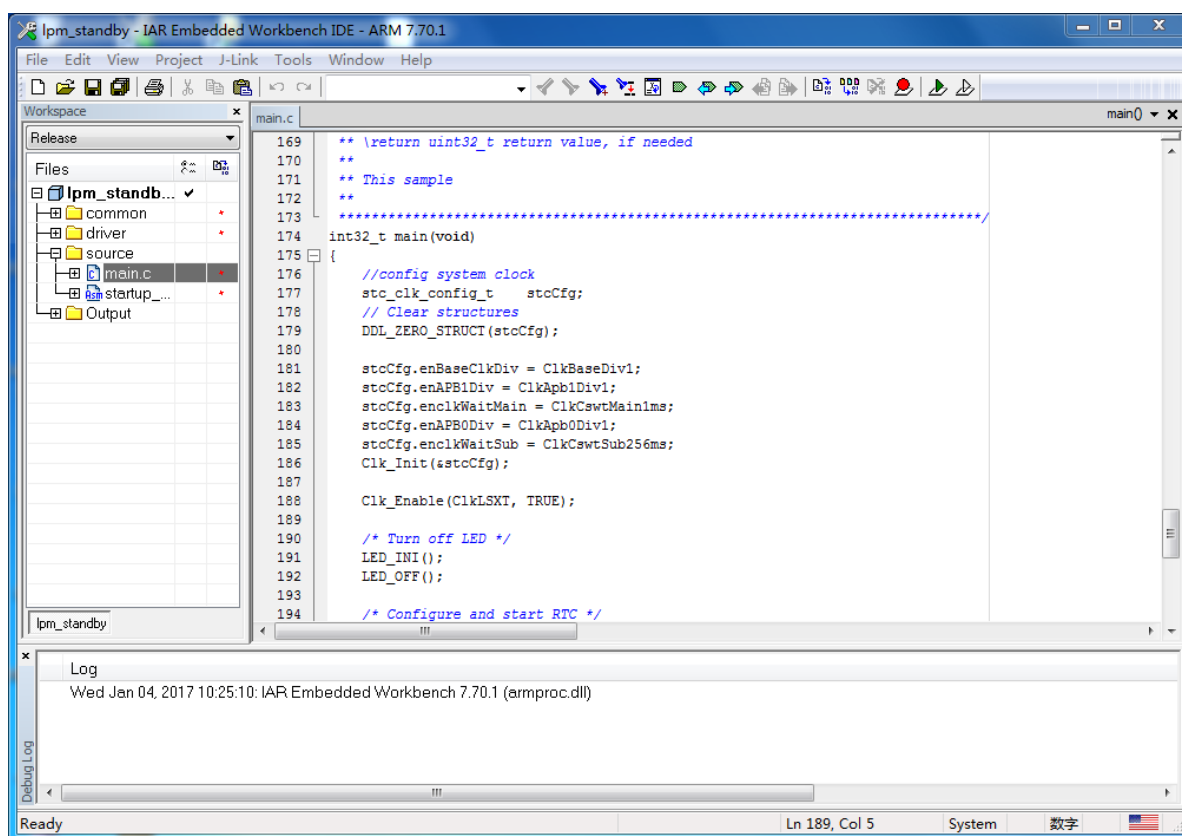 lpm_standby - IAR Embedded Workbench IDE - ARM 7.70.1
File Edit View Project J-Link Tools Window Help
Workspace
Release
Files
lpm_standb...
common
driver
source
main.c
startup_...
Output
lpm_standby
main.c
main()
169 ** \return uint32_t return value, if needed
170 **
171 ** This sample
172 **
173 ******************************************************************************/
174 int32_t main(void)
175 {
176 //config system clock
177 stc_clk_config_t stcCfg;
178 // Clear structures
179 DDL_ZERO_STRUCT(stcCfg);
180
181 stcCfg.enBaseClkDiv = ClkBaseDiv1;
182 stcCfg.enAPB1Div = ClkApb1Div1;
183 stcCfg.enclkWaitMain = ClkCswtMain1ms;
184 stcCfg.enAPB0Div = ClkApb0Div1;
185 stcCfg.enclkWaitSub = ClkCswtSub256ms;
186 Clk_Init(&stcCfg);
187
188 Clk_Enable(ClkLSXT, TRUE);
189
190 /* Turn off LED */
191 LED_INI();
192 LED_OFF();
193
194 /* Configure and start RTC */
Log
Wed Jan 04, 2017 10:25:10: IAR Embedded Workbench 7.70.1 (armproc.dll)
Debug Log
Ready
Ln 189, Col 5
System
数字